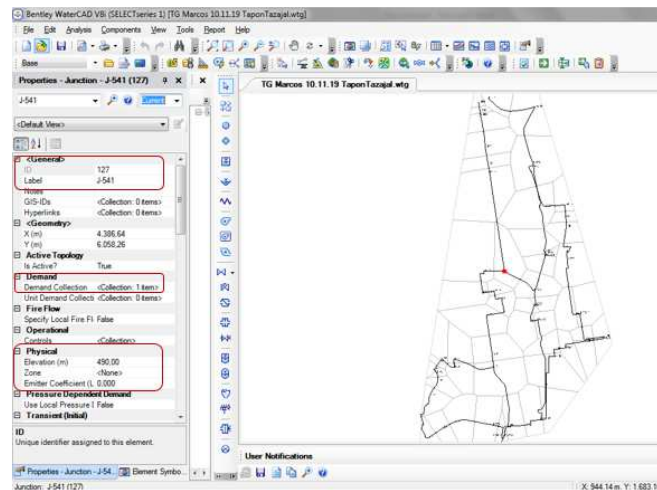 Bentley WaterCAD V8i (SELECTseries 1) [TG Marcos 10.11.19 TaponTazajal.wtg]
File Edit Analysis Components View Tools Report Help
Base
Properties - Junction - J-541 (127)
TG Marcos 10.11.19 TaponTazajal.wtg
J-541
Current
<Default View>
<General>
ID 127
Label J-541
Notes
GIS-IDs <Collection: 0 items>
Hyperlinks <Collection: 0 items>
<Geometry>
X (m) 4.386,64
Y (m) 6.058,26
Active Topology
Is Active? True
Demand
Demand Collection <Collection: 1 item>
Unit Demand Collecti <Collection: 0 items>
Fire Flow
Specify Local Fire Fl False
Operational
Controls <Collection>
Physical
Elevation (m) 490,00
Zone <None>
Emitter Coefficient (L 0,000
Pressure Dependent Demand
Use Local Pressure False
Transient (Initial)
ID
Unique identifier assigned to this element.
User Notifications
Properties - Junction - J-54... Element Symbo...
Junction: J-541 (127)
X: 944.14 m, Y: 1.683.1